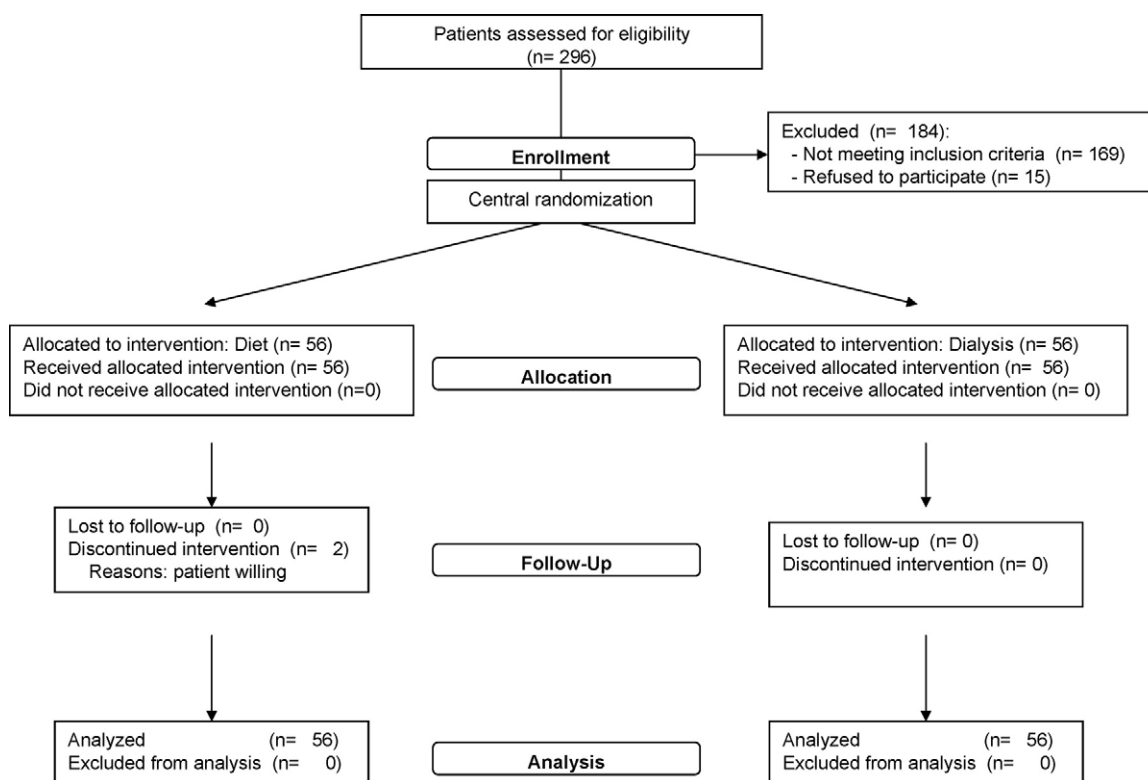 Patients assessed for eligibility
(n= 296)
Excluded (n= 184):
- Not meeting inclusion criteria (n= 169)
- Refused to participate (n= 15)
Enrollment
Central randomization
Allocated to intervention: Diet (n= 56)
Received allocated intervention (n= 56)
Did not receive allocated intervention (n=0)
Allocation
Allocated to intervention: Dialysis (n= 56)
Received allocated intervention (n= 56)
Did not receive allocated intervention (n= 0)
Lost to follow-up (n= 0)
Discontinued intervention (n= 2)
Reasons: patient willing
Follow-Up
Lost to follow-up (n= 0)
Discontinued intervention (n= 0)
Analyzed (n= 56)
Excluded from analysis (n= 0)
Analysis
Analyzed (n= 56)
Excluded from analysis (n= 0)